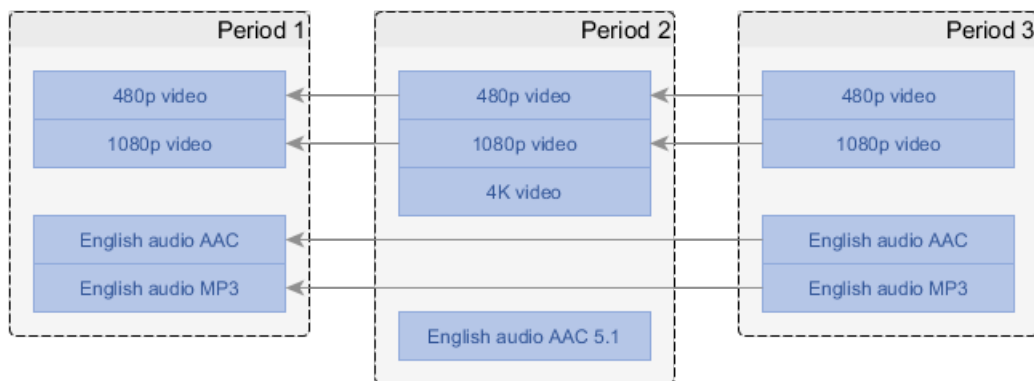 Period 1
480p video
1080p video
English audio AAC
English audio MP3
Period 2
480p video
1080p video
4K video
English audio AAC 5.1
Period 3
480p video
1080p video
English audio AAC
English audio MP3